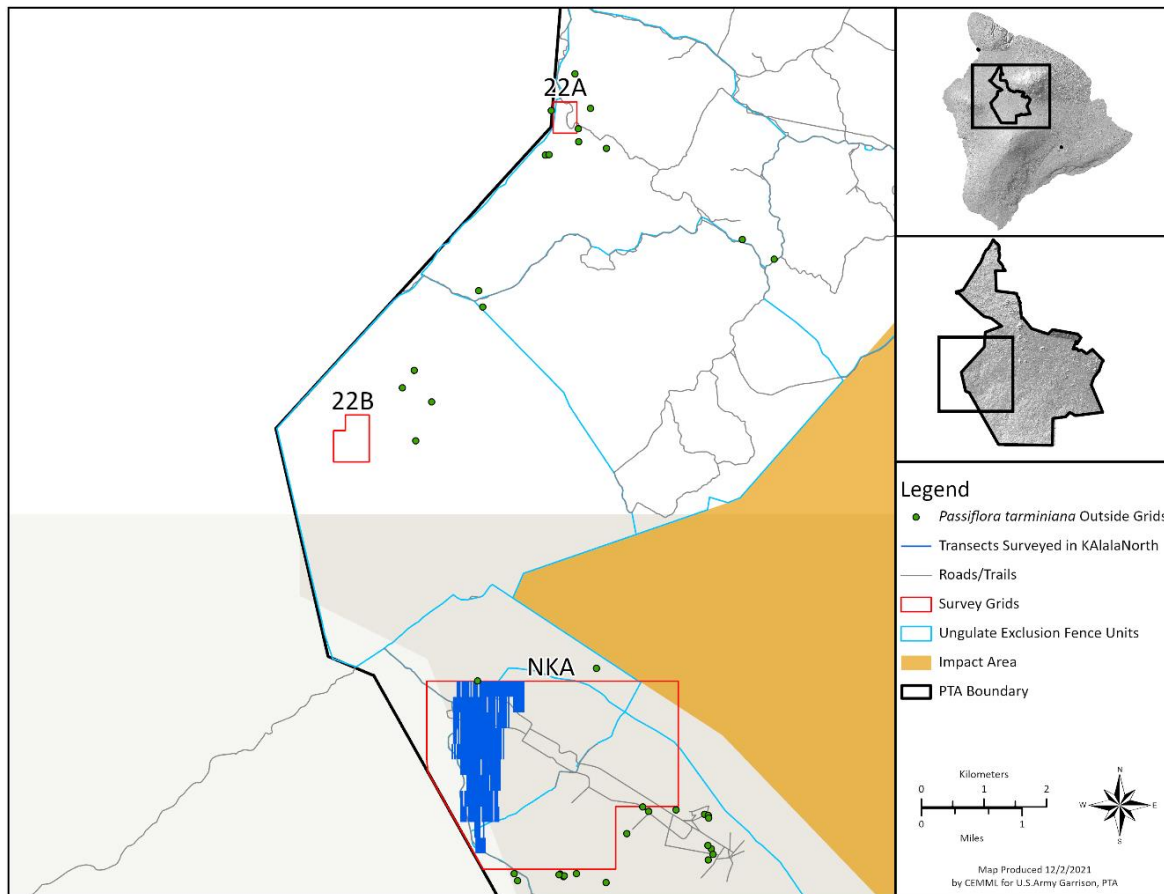 22A
22B
NKA
Legend
Passiflora tarminiana Outside Grids
Transects Surveyed in KAlalaNorth
Roads/Trails
Survey Grids
Ungulate Exclusion Fence Units
Impact Area
PTA Boundary
Kilometers
0 1 2
0 1
Miles
N
W E
S
Map Produced 12/2/2021
by CEMML for U.S.Army Garrison, PTA